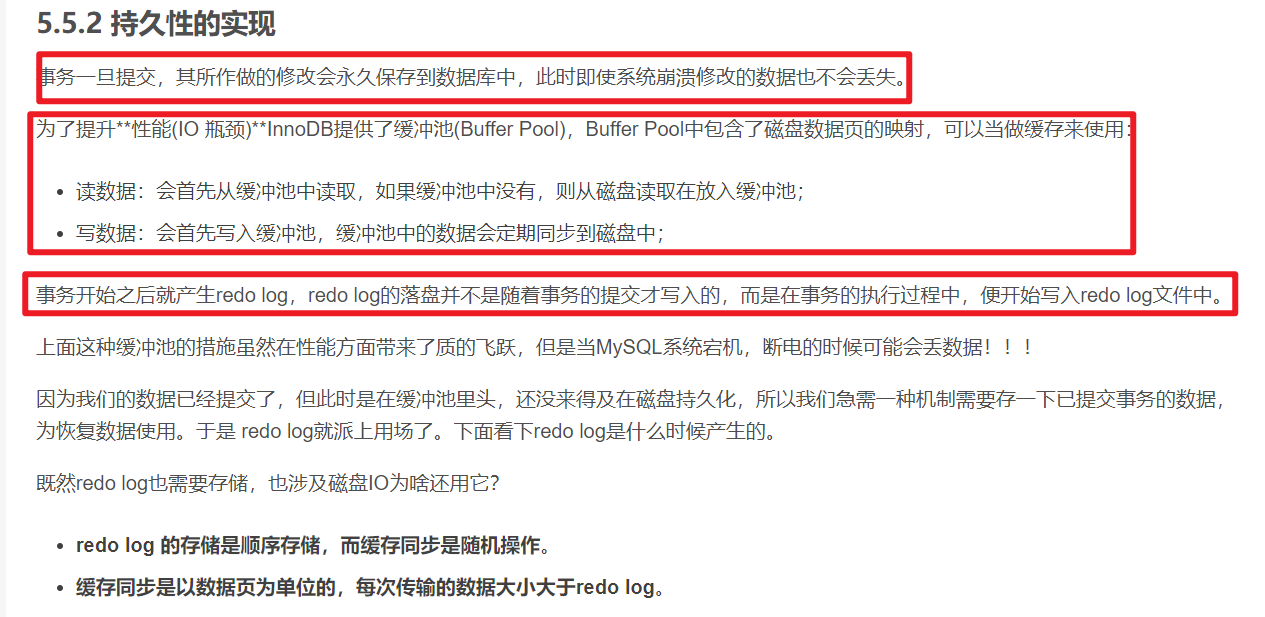 5.5.2 持久性的实现
事务一旦提交，其所作做的修改会永久保存到数据库中，此时即使系统崩溃修改的数据也不会丢失。
为了提升**性能(IO 瓶颈)**InnoDB提供了缓冲池(Buffer Pool)，Buffer Pool中包含了磁盘数据页的映射，可以当做缓存来使用：
• 读数据：会首先从缓冲池中读取，如果缓冲池中没有，则从磁盘读取在放入缓冲池；
• 写数据：会首先写入缓冲池，缓冲池中的数据会定期同步到磁盘中；
事务开始之后就产生redo log，redo log的落盘并不是随着事务的提交才写入的，而是在事务的执行过程中，便开始写入redo log文件中。
上面这种缓冲池的措施虽然在性能方面带来了质的飞跃，但是当MySQL系统宕机，断电的时候可能会丢数据！！！
因为我们的数据已经提交了，但此时是在缓冲池里头，还没来得及在磁盘持久化，所以我们急需一种机制需要存一下已提交事务的数据，
为恢复数据使用。于是 redo log就派上用场了。下面看下redo log是什么时候产生的。
既然redo log也需要存储，也涉及磁盘IO为啥还用它？
• redo log 的存储是顺序存储，而缓存同步是随机操作。
• 缓存同步是以数据页为单位的，每次传输的数据大小大于redo log。